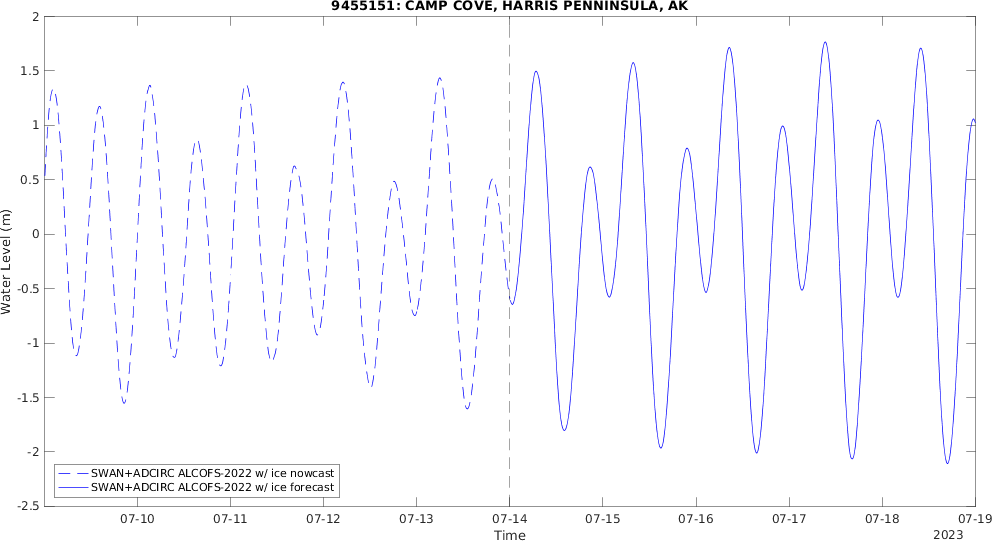 9455151: CAMP COVE, HARRIS PENNINSULA, AK
2
1.5
1
0.5
0
-0.5
-1
-1.5
-2
-2.5
Water Level (m)
SWAN+ADCIRC ALCOFS-2022 w/ ice nowcast
SWAN+ADCIRC ALCOFS-2022 w/ ice forecast
07-10 07-11 07-12 07-13 07-14 07-15 07-16 07-17 07-18 07-19
Time
2023